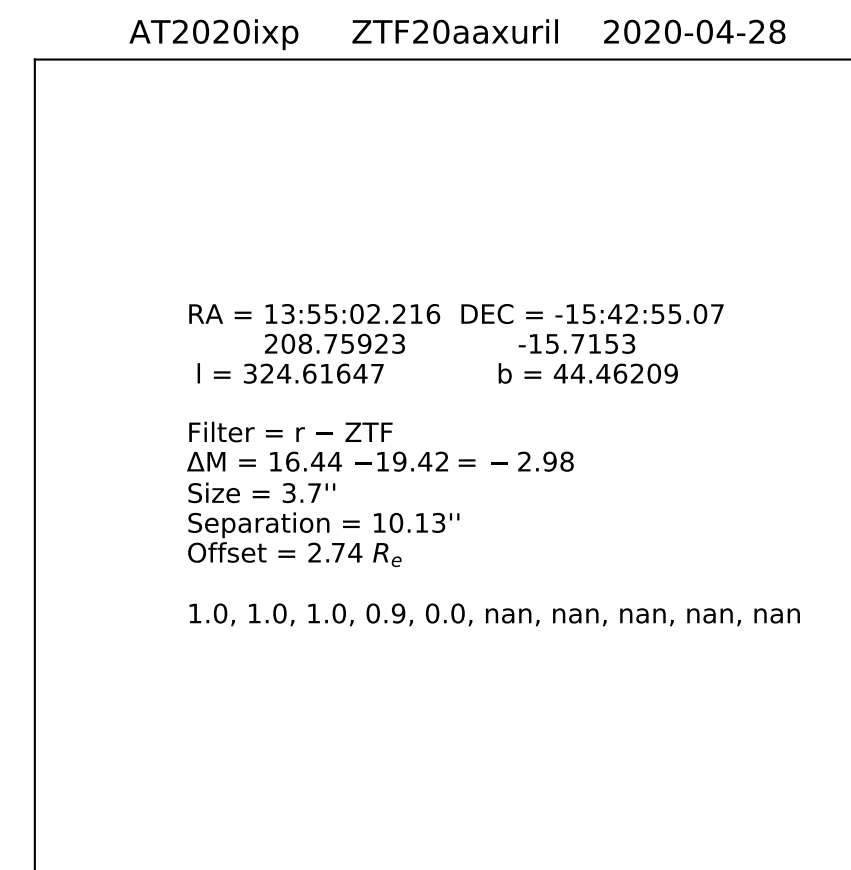 AT2020ixp ZTF20aaxuril 2020-04-28
RA = 13:55:02.216 DEC = -15:42:55.07
208.75923 -15.7153
l = 324.61647 b = 44.46209
Filter = r − ZTF
ΔM = 16.44 −19.42 = − 2.98
Size = 3.7''
Separation = 10.13''
Offset = 2.74 Rₑ
1.0, 1.0, 1.0, 0.9, 0.0, nan, nan, nan, nan, nan